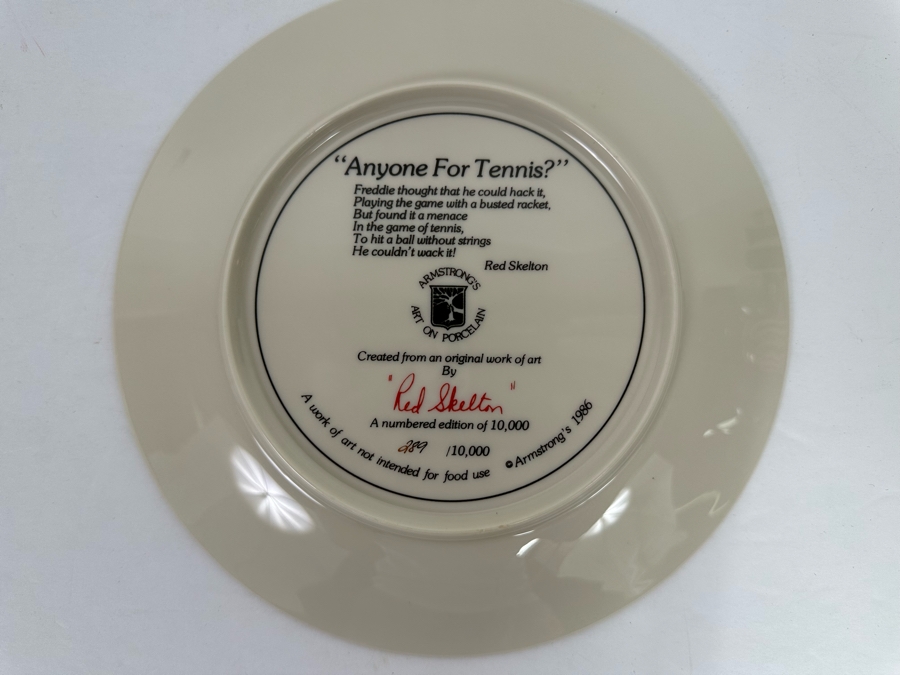 “Anyone For Tennis?”
Freddie thought that he could hack it,
Playing the game with a busted racket,
But found it a menace
In the game of tennis,
To hit a ball without strings
He couldn't wack it!
Red Skelton
ARMSTRONG'S
ART ON PORCELAIN
Created from an original work of art
By
"Red Skelton"
A numbered edition of 10,000
289 /10,000
A work of art not intended for food use
©Armstrong's 1986